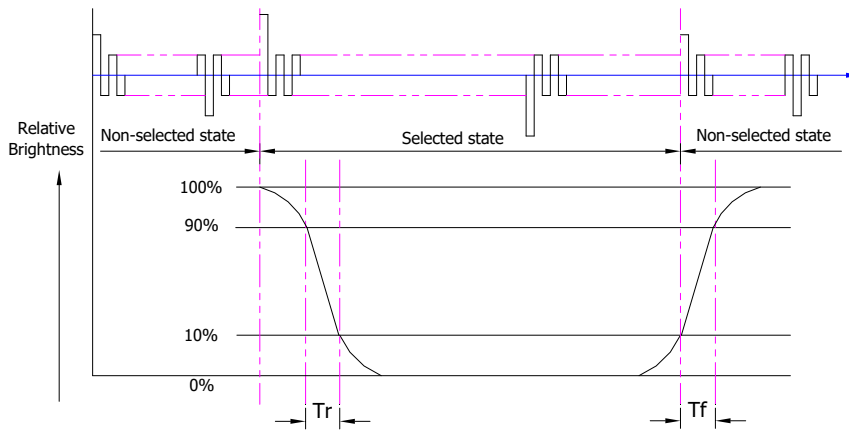 Relative
Brightness
Non-selected state
Selected state
Non-selected state
100%
90%
10%
0%
Tr
Tf